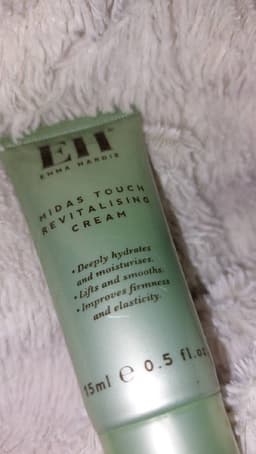 EH
EMMA HARDIE
MIDAS TOUCH
REVITALISING
CREAM
• Deeply hydrates
and moisturises.
• Lifts and smooths.
• Improves firmness
and elasticity.
15ml e 0.5 fl.oz